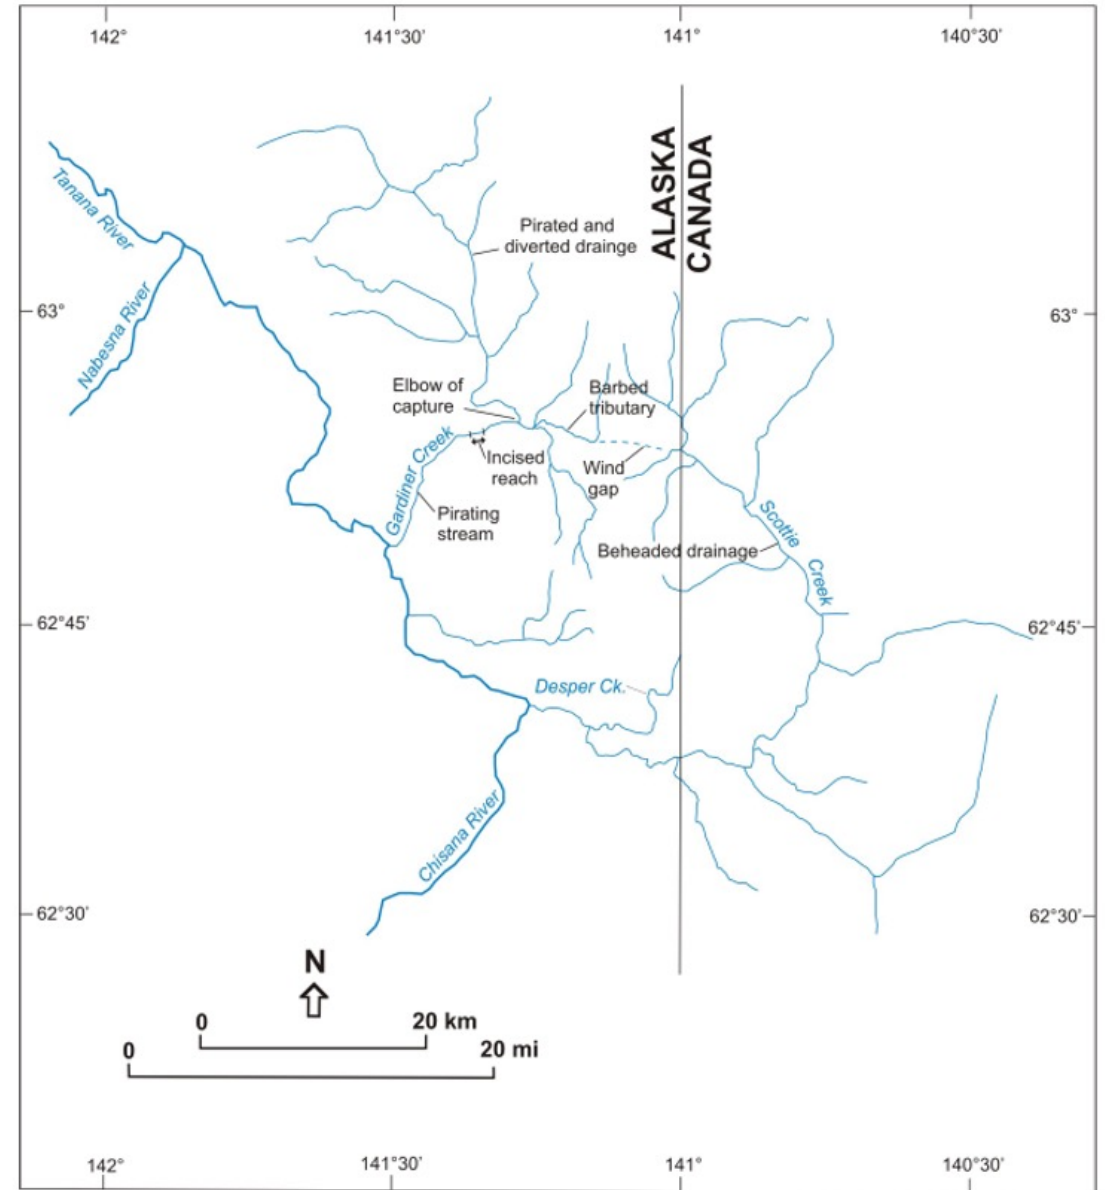 142°
141°30'
141°
140°30'
ALASKA
CANADA
Tanana River
Pirated and
diverted drainge
Nabesna River
63°
63°
Elbow of
capture
Barbed
tributary
Gardiner Creek
Incised
reach
Wind
gap
Pirating
stream
Scottie
Creek
Beheaded drainage
62°45'
62°45'
Desper Ck.
Chisana River
62°30'
62°30'
N
0
20 km
0
20 mi
142°
141°30'
141°
140°30'